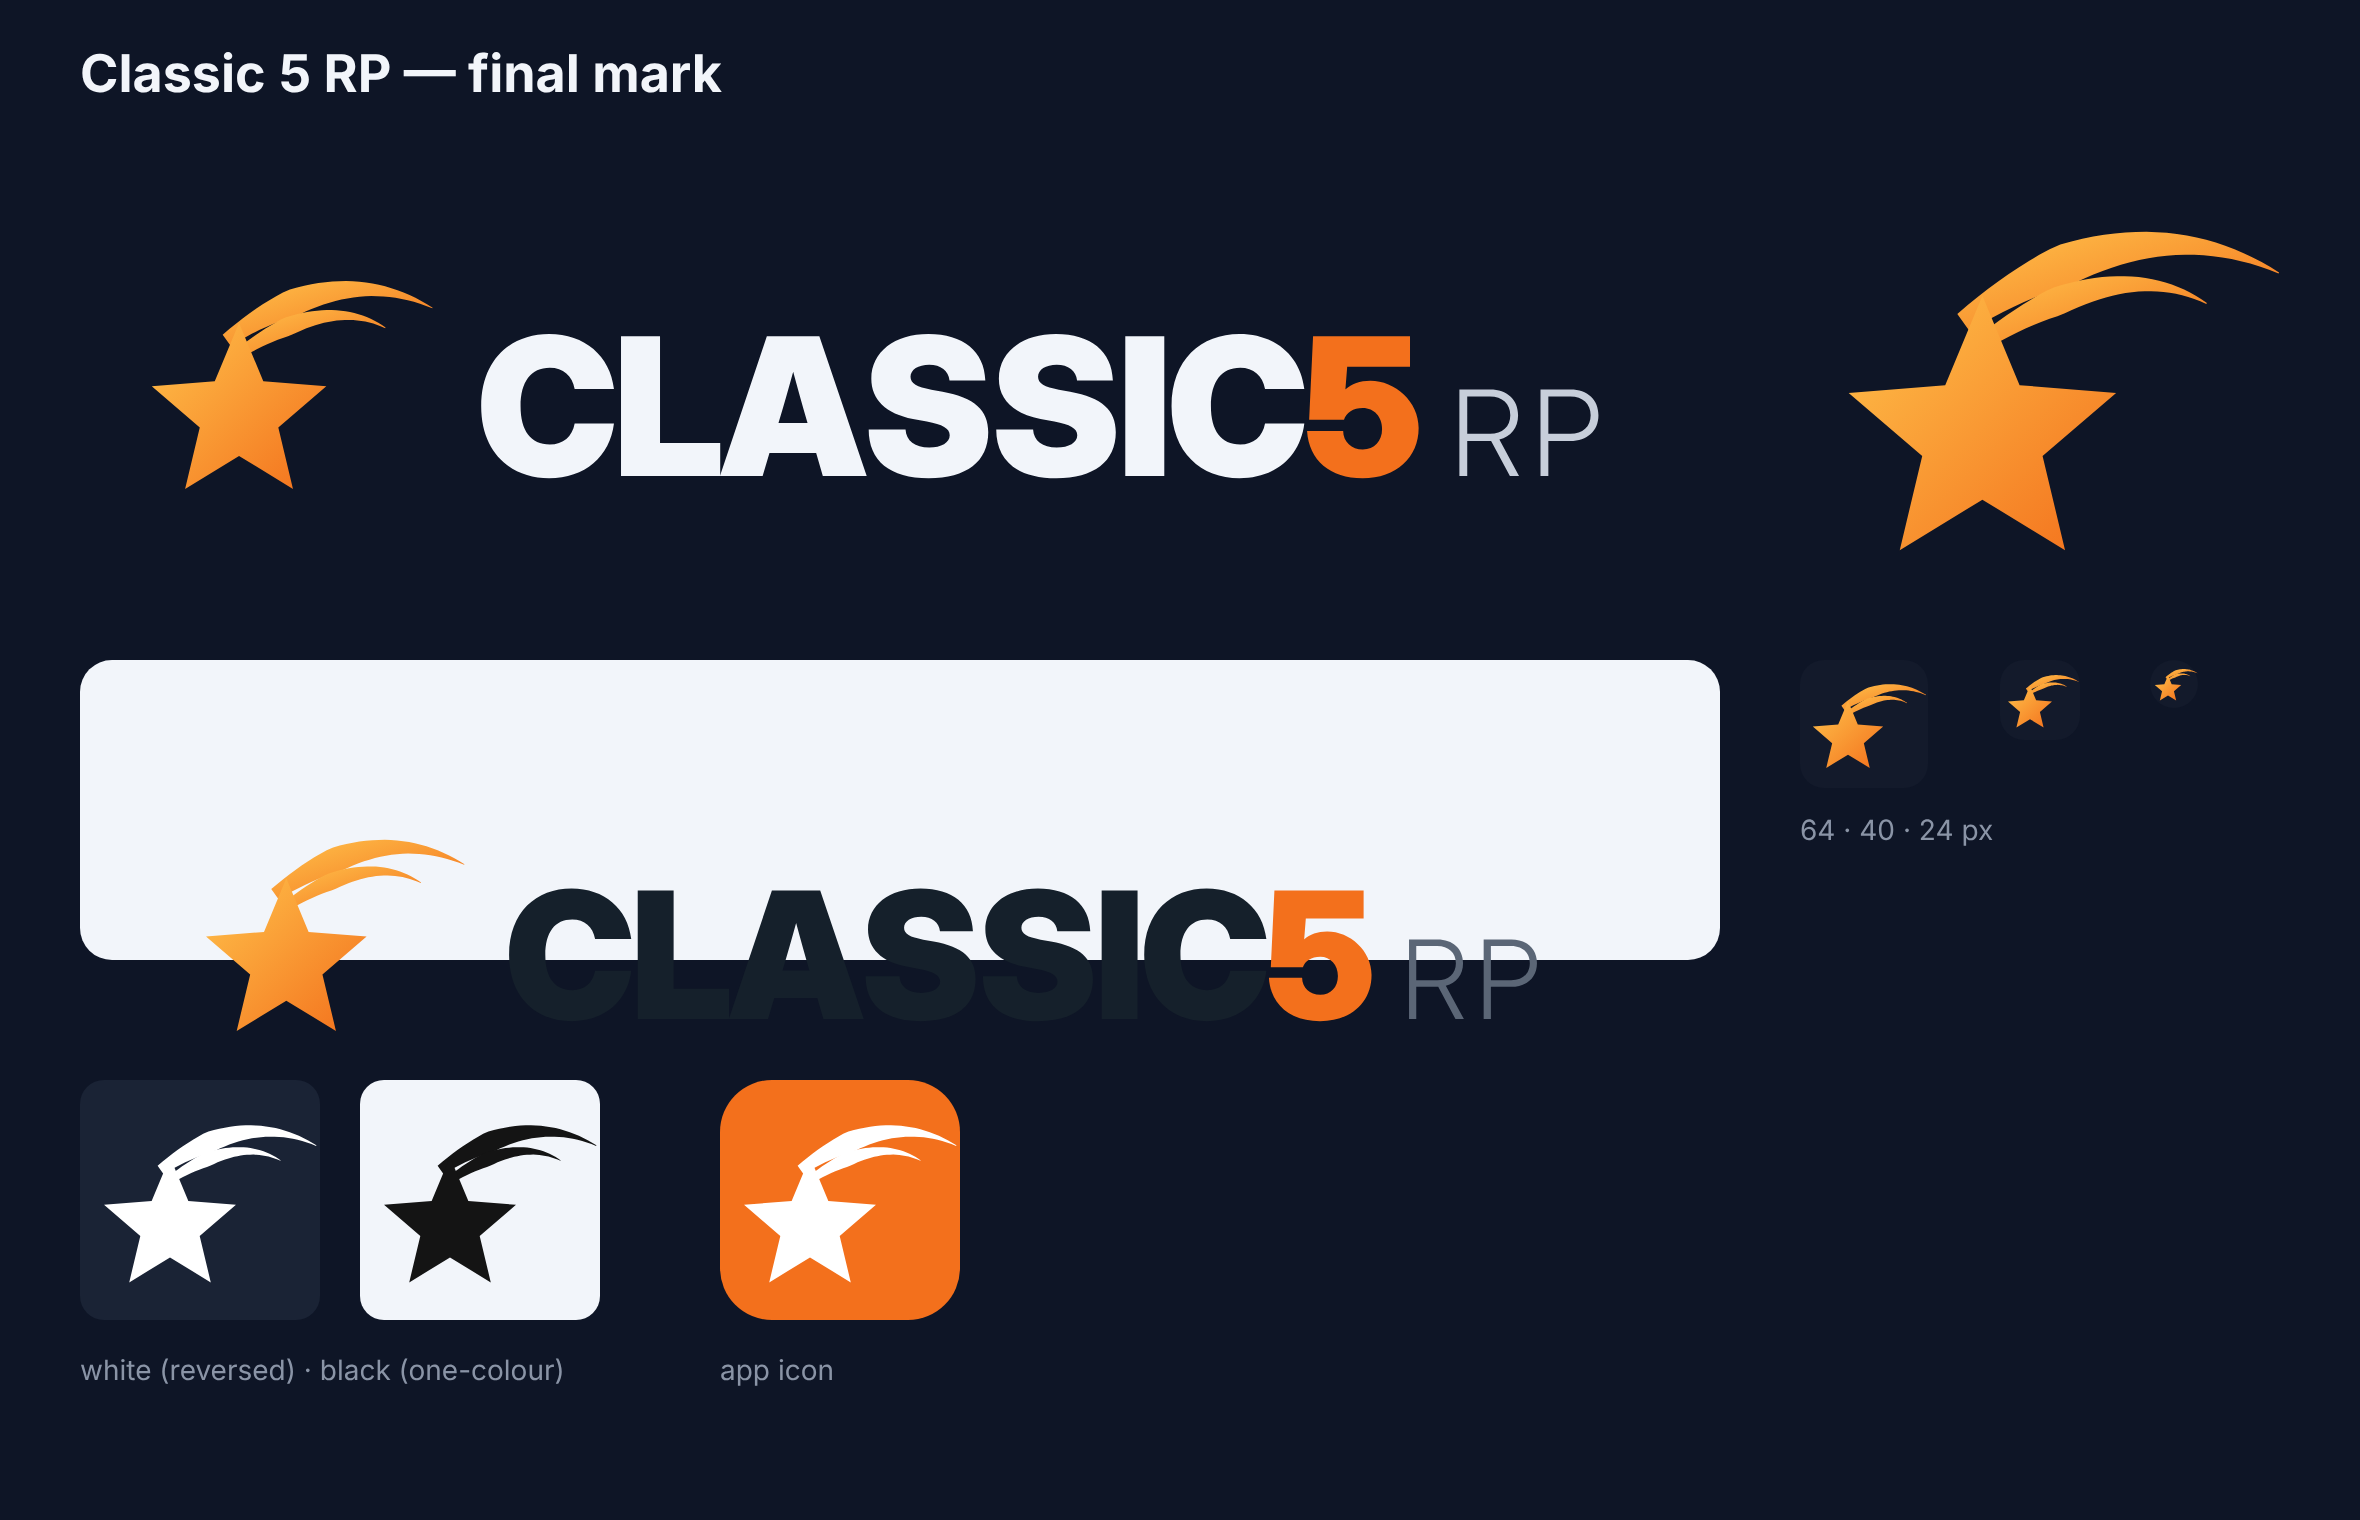 Classic 5 RP — final mark
CLASSIC5 RP
64 · 40 · 24 px
CLASSIC5 RP
white (reversed) · black (one-colour)
app icon